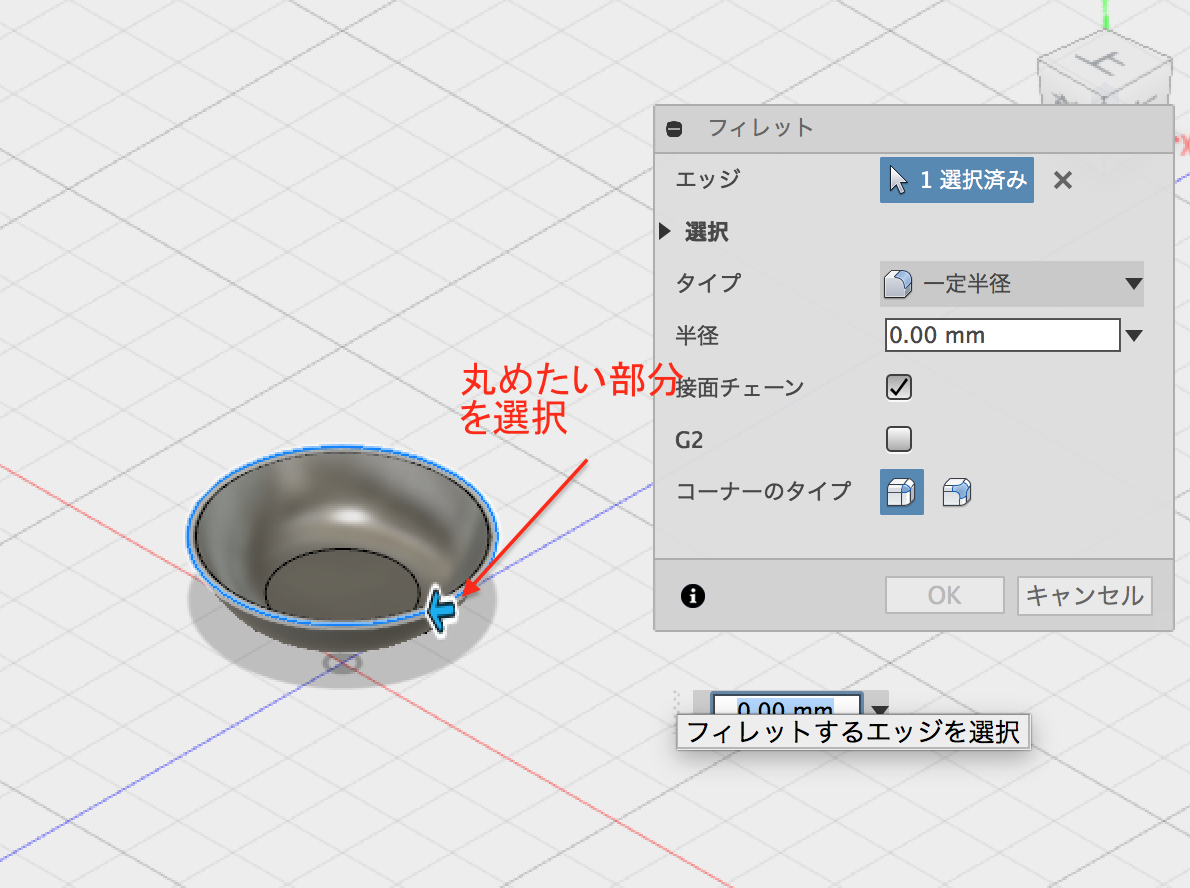 上
フィレット
エッジ
1 選択済み
選択
タイプ
一定半径
半径
0.00 mm
丸めたい部分
を選択
接面チェーン
G2
コーナーのタイプ
OK
キャンセル
0.00 mm
フィレットするエッジを選択